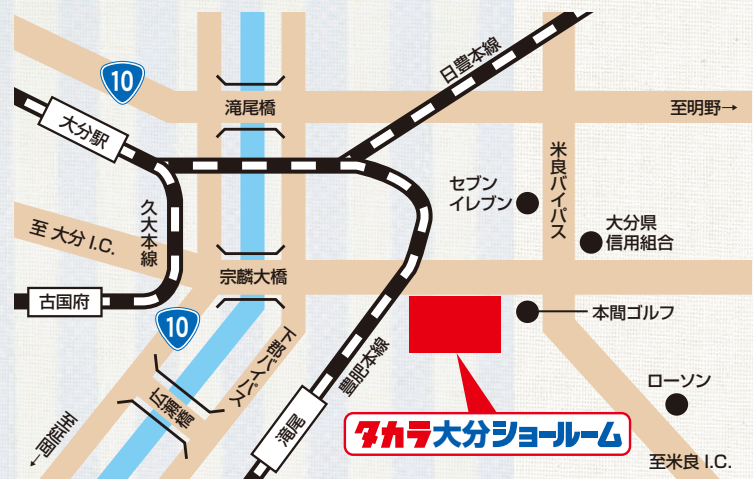 日豊本線
10
滝尾橋
至明野→
大分駅
米良バイパス
セブン
イレブン
久大本線
至 大分 I.C.
大分県
信用組合
宗麟大橋
古国府
10
本間ゴルフ
下郡バイパス
豊肥本線
広瀬橋
ローソン
滝尾
タカラ大分ショールーム
至延岡
←
至米良 I.C.